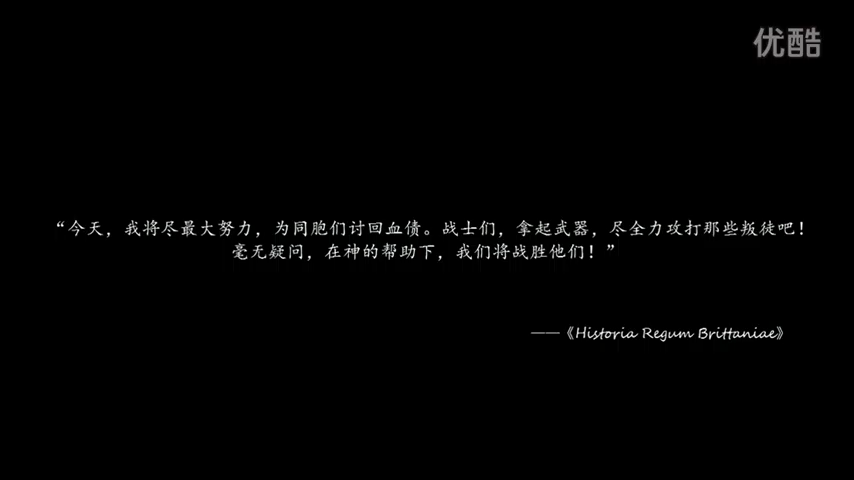 优酷
“今天，我将尽最大努力，为同胞们讨回血债。战士们，拿起武器，尽全力攻打那些叛徒吧！
毫无疑问，在神的帮助下，我们将战胜他们！”
——《Historia Regum Brittaniae》